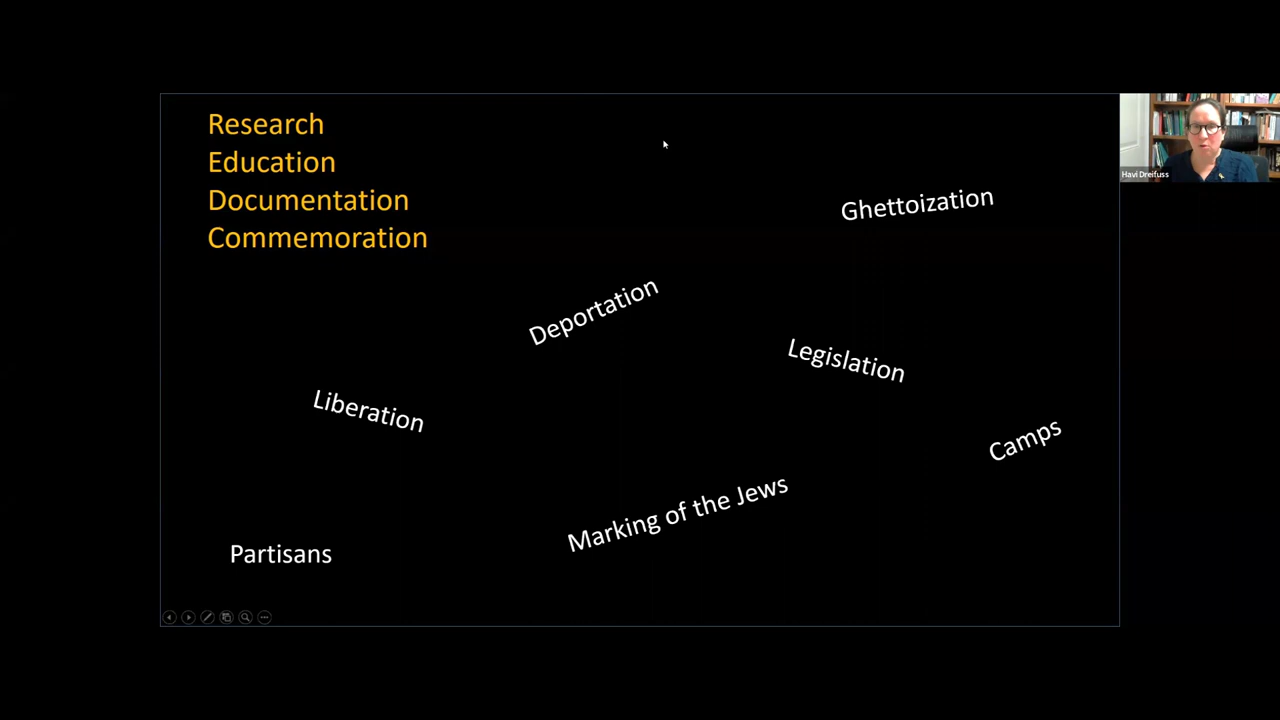 Research
Education
Documentation
Commemoration
Havi Dreifuss
Ghettoization
Deportation
Legislation
Liberation
Camps
Marking of the Jews
Partisans